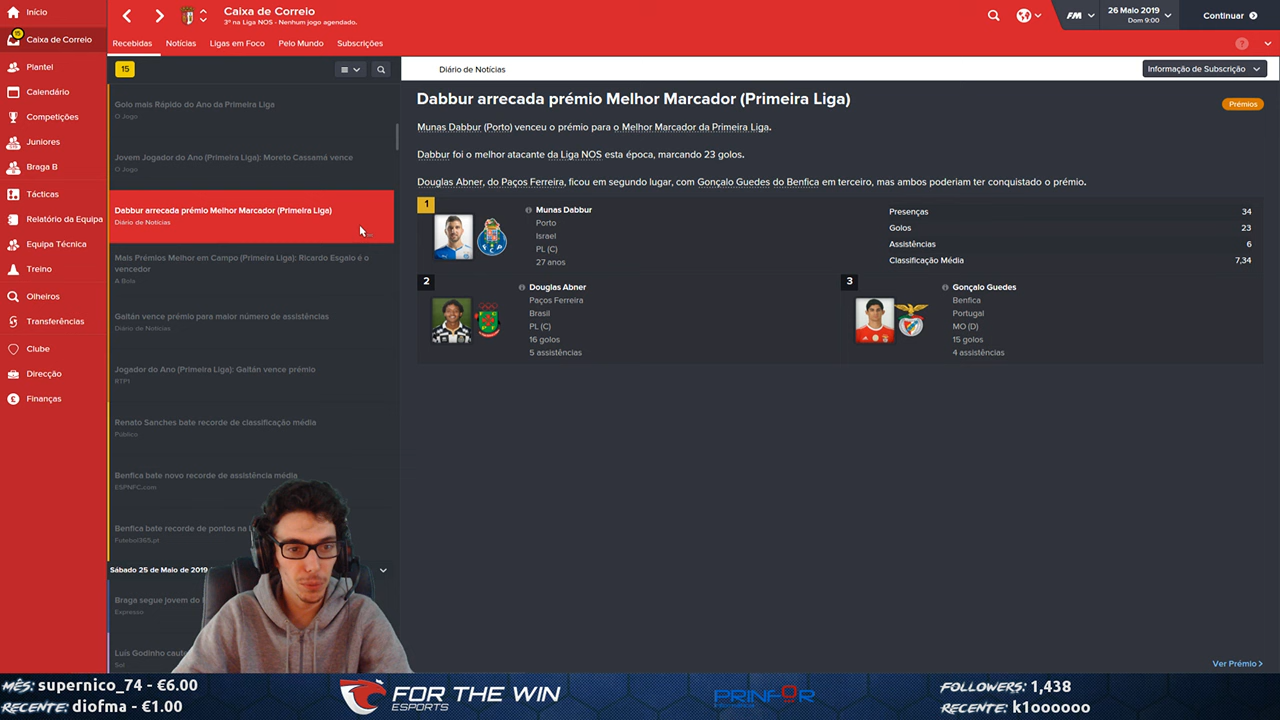 Início
Caixa de Correio
3º na Liga NOS - Nenhum jogo agendado.
FM
26 Maio 2019
Dom 9:00
Continuar
15
Caixa de Correio
Recebidas
Notícias
Ligas em Foco
Pelo Mundo
Subscrições
?
Plantel
Calendário
Competições
Juniores
Braga B
Tácticas
Relatório da Equipa
Equipa Técnica
Treino
Olheiros
Transferências
Clube
Direcção
Finanças
15
Golo mais Rápido do Ano da Primeira Liga
O Jogo
Jovem Jogador do Ano (Primeira Liga): Moreto Cassamá vence
O Jogo
Dabbur arrecada prémio Melhor Marcador (Primeira Liga)
Diário de Notícias
Mais Prémios Melhor em Campo (Primeira Liga): Ricardo Esgaio é o
vencedor
A Bola
Gaitán vence prémio para maior número de assistências
Diário de Notícias
Jogador do Ano (Primeira Liga): Gaitán vence prémio
RTP1
Renato Sanches bate recorde de classificação média
Público
Benfica bate novo recorde de assistência média
ESPNFC.com
Benfica bate recorde de pontos na
Futebol365.pt
Sábado 25 de Maio de 2019
Braga segue jovem do
Expresso
Luís Godinho
Sol
Diário de Notícias
Informação de Subscrição
Dabbur arrecada prémio Melhor Marcador (Primeira Liga)
Prémios
Munas Dabbur (Porto) venceu o prémio para o Melhor Marcador da Primeira Liga.
Dabbur foi o melhor atacante da Liga NOS esta época, marcando 23 golos.
Douglas Abner, do Paços Ferreira, ficou em segundo lugar, com Gonçalo Guedes do Benfica em terceiro, mas ambos poderiam ter conquistado o prémio.
1
Munas Dabbur
Porto
Israel
PL (C)
27 anos
Presenças 34
Golos 23
Assistências 6
Classificação Média 7,34
2
Douglas Abner
Paços Ferreira
Brasil
PL (C)
16 golos
5 assistências
3
Gonçalo Guedes
Benfica
Portugal
MO (D)
15 golos
4 assistências
Ver Prémio
MÊS: supernico_74 - €6.00
RECENTE: diofma - €1.00
FOR THE WIN
ESPORTS
PRINFOR
FOLLOWERS: 1,438
RECENTE: k1oooooo